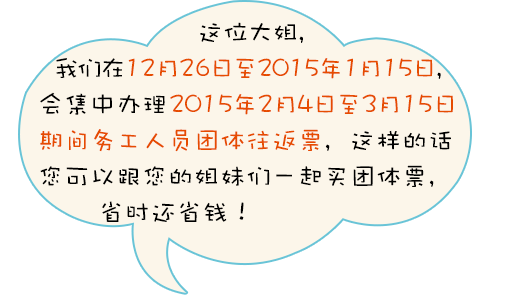 这位大姐,
我们在12月26日至2015年1月15日,
会集中办理2015年2月4日至3月15日
期间务工人员团体往返票, 这样的话
您可以跟您的姐妹们一起买团体票,
省时还省钱！